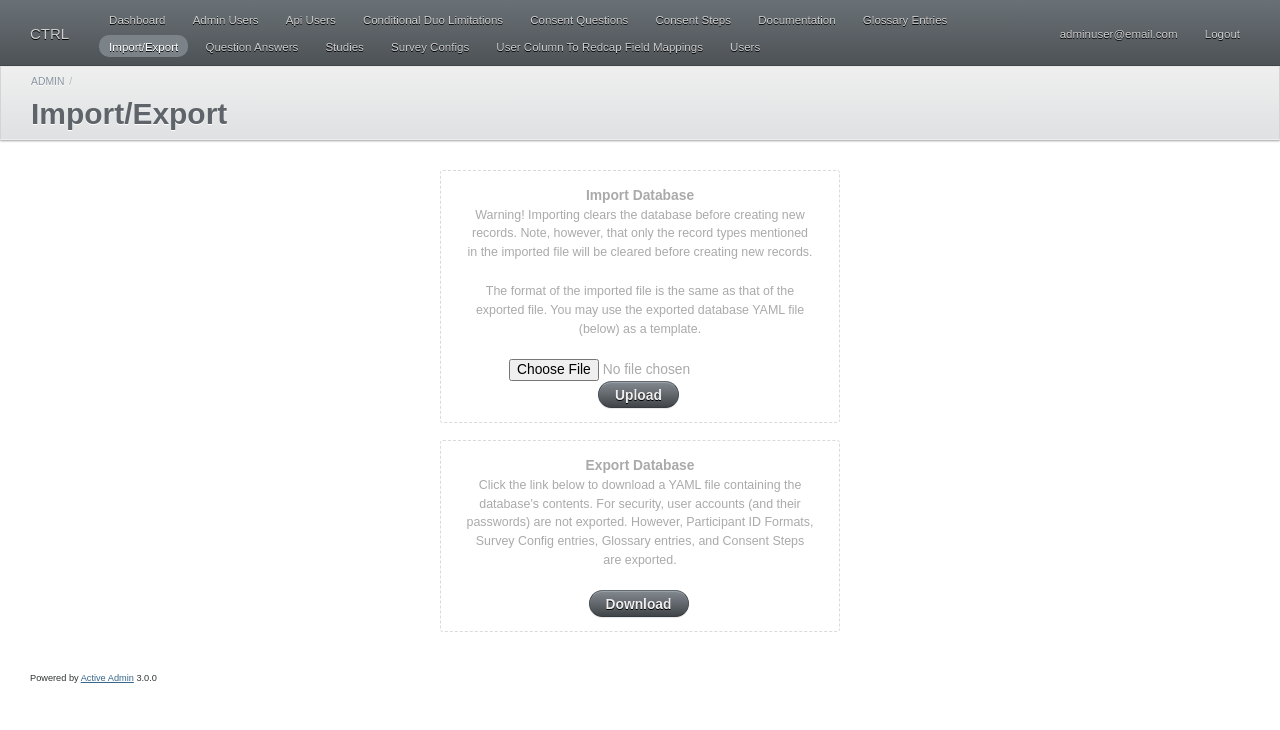 CTRL
Dashboard Admin Users Api Users Conditional Duo Limitations Consent Questions Consent Steps Documentation Glossary Entries
Import/Export Question Answers Studies Survey Configs User Column To Redcap Field Mappings Users
adminuser@email.com Logout
ADMIN /
Import/Export
Import Database
Warning! Importing clears the database before creating new
records. Note, however, that only the record types mentioned
in the imported file will be cleared before creating new records.
The format of the imported file is the same as that of the
exported file. You may use the exported database YAML file
(below) as a template.
Choose File No file chosen
Upload
Export Database
Click the link below to download a YAML file containing the
database's contents. For security, user accounts (and their
passwords) are not exported. However, Participant ID Formats,
Survey Config entries, Glossary entries, and Consent Steps
are exported.
Download
Powered by Active Admin 3.0.0